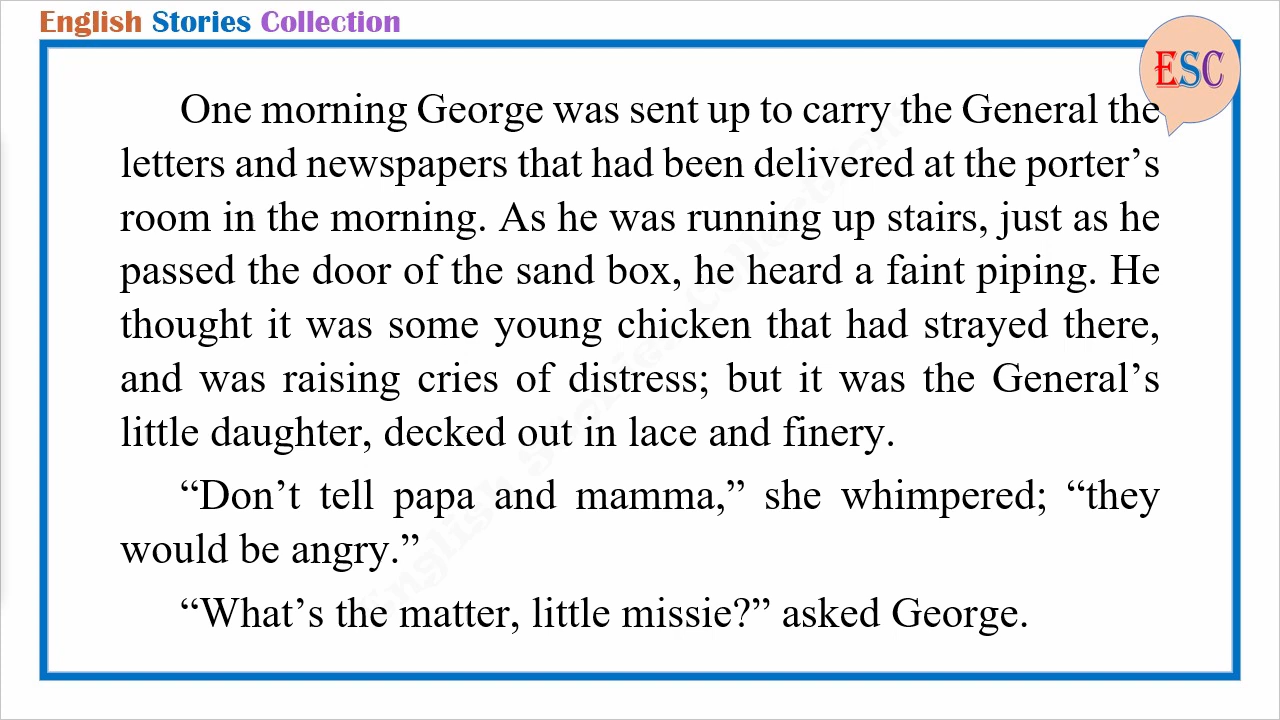 English Stories Collection
ESC
One morning George was sent up to carry the General the
letters and newspapers that had been delivered at the porter’s
room in the morning. As he was running up stairs, just as he
passed the door of the sand box, he heard a faint piping. He
thought it was some young chicken that had strayed there,
and was raising cries of distress; but it was the General’s
little daughter, decked out in lace and finery.
“Don’t tell papa and mamma,” she whimpered; “they
would be angry.”
“What’s the matter, little missie?” asked George.
English Stories Collection